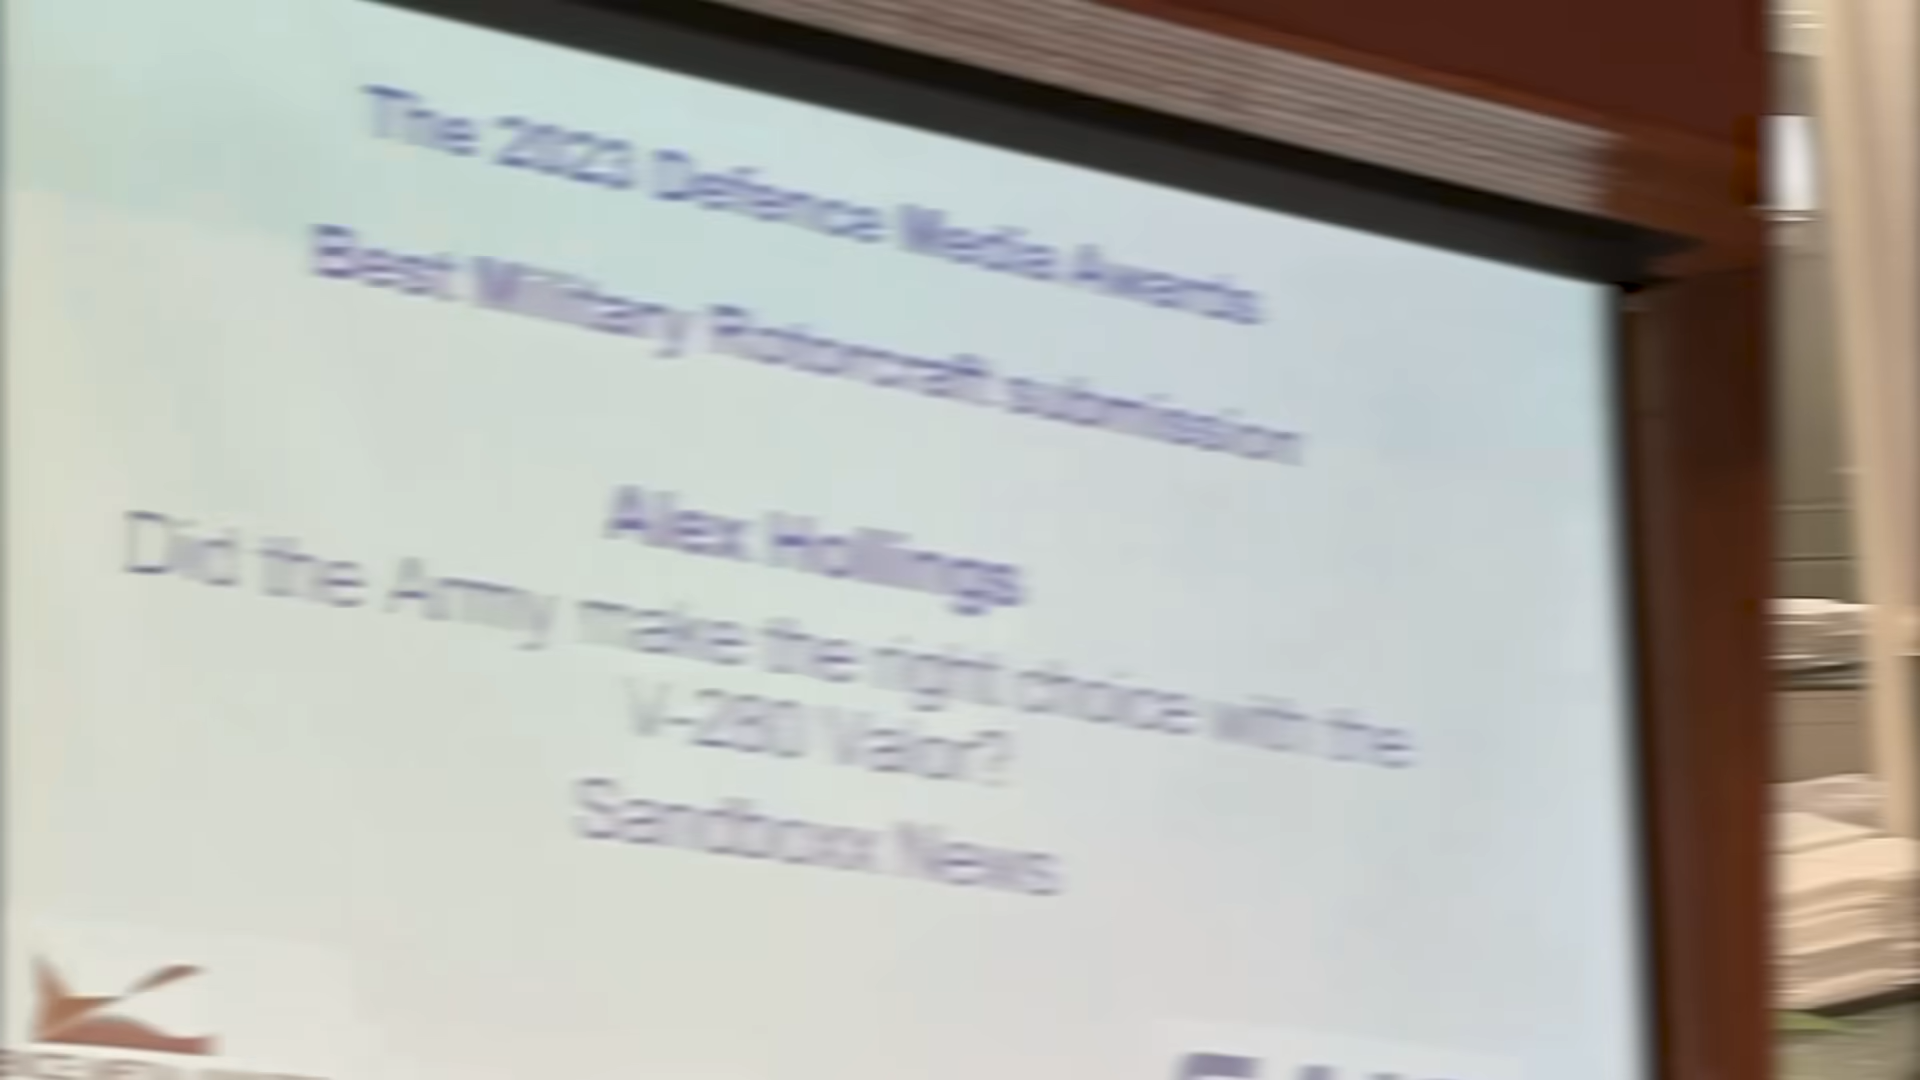 The 2023 Defence Media Awards
Best Military Rotorcraft submission
Alex Hollings
Did the Army make the right choice with the
V-280 Valor?
Sandboxx News